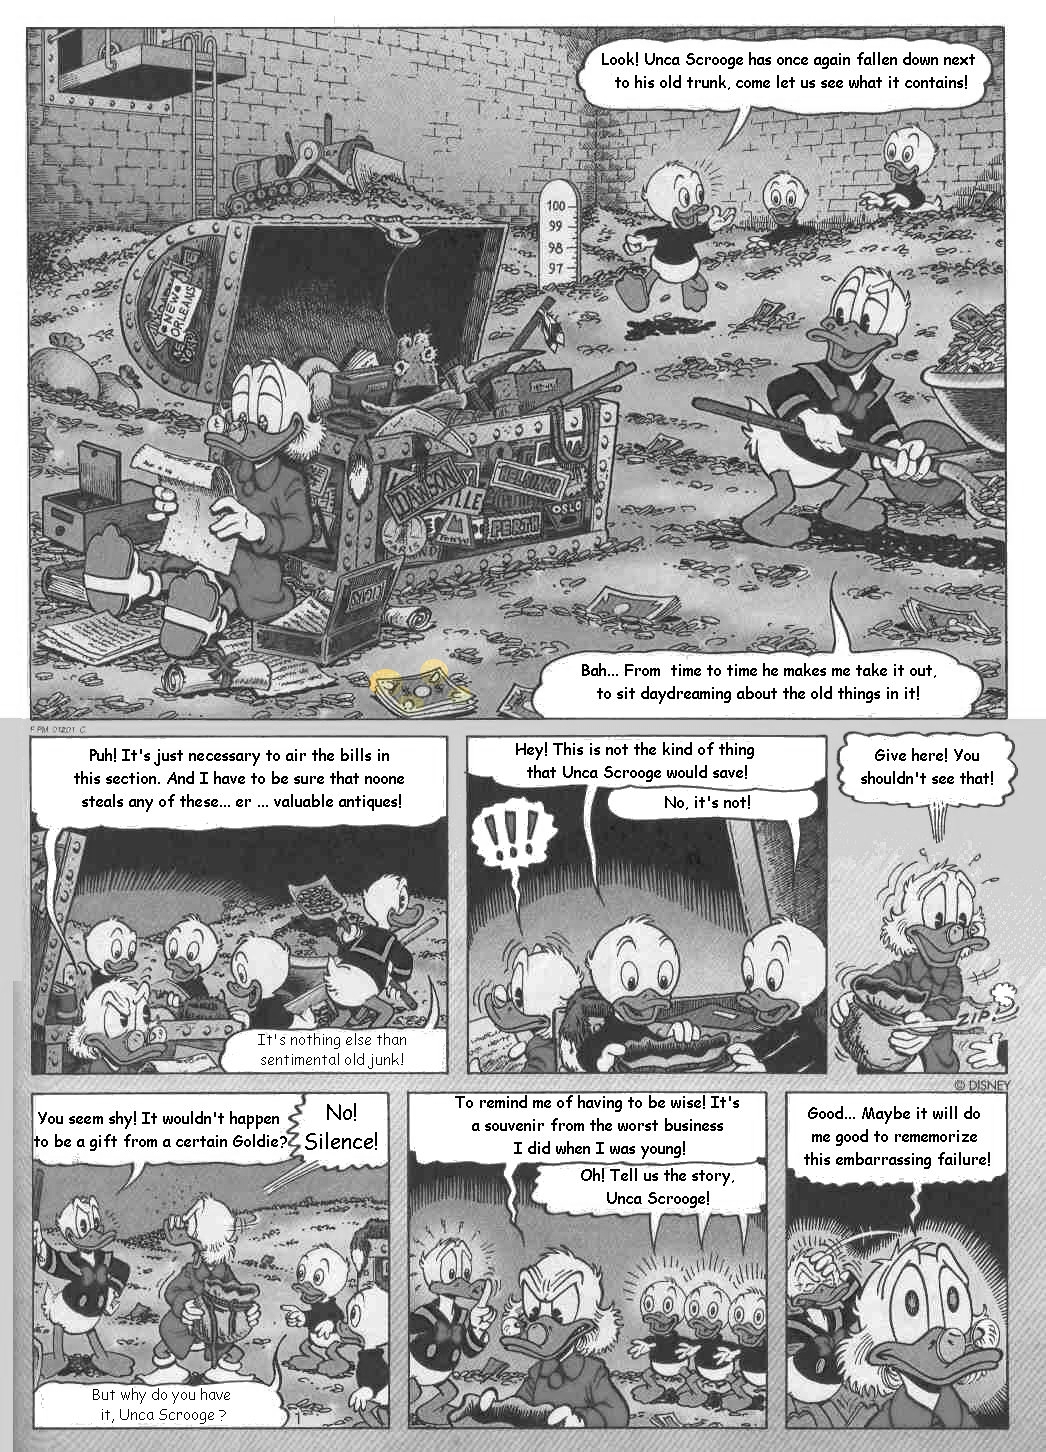 Look! Unca Scrooge has once again fallen down next
to his old trunk, come let us see what it contains!
100
99
98
97
NEW
ORLEANS
DAWSON
VILLE
PERTH
OSLO
PARIS
CIGARS
Bah... From time to time he makes me take it out,
to sit daydreaming about the old things in it!
Puh! It's just necessary to air the bills in
this section. And I have to be sure that noone
steals any of these... er ... valuable antiques!
It's nothing else than
sentimental old junk!
Hey! This is not the kind of thing
that Unca Scrooge would save!
No, it's not!
!!!
Give here! You
shouldn't see that!
ZIP!
© DISNEY
You seem shy! It wouldn't happen
to be a gift from a certain Goldie?
No!
Silence!
But why do you have
it, Unca Scrooge ?
1
To remind me of having to be wise! It's
a souvenir from the worst business
I did when I was young!
Oh! Tell us the story,
Unca Scrooge!
Good... Maybe it will do
me good to rememorize
this embarrassing failure!